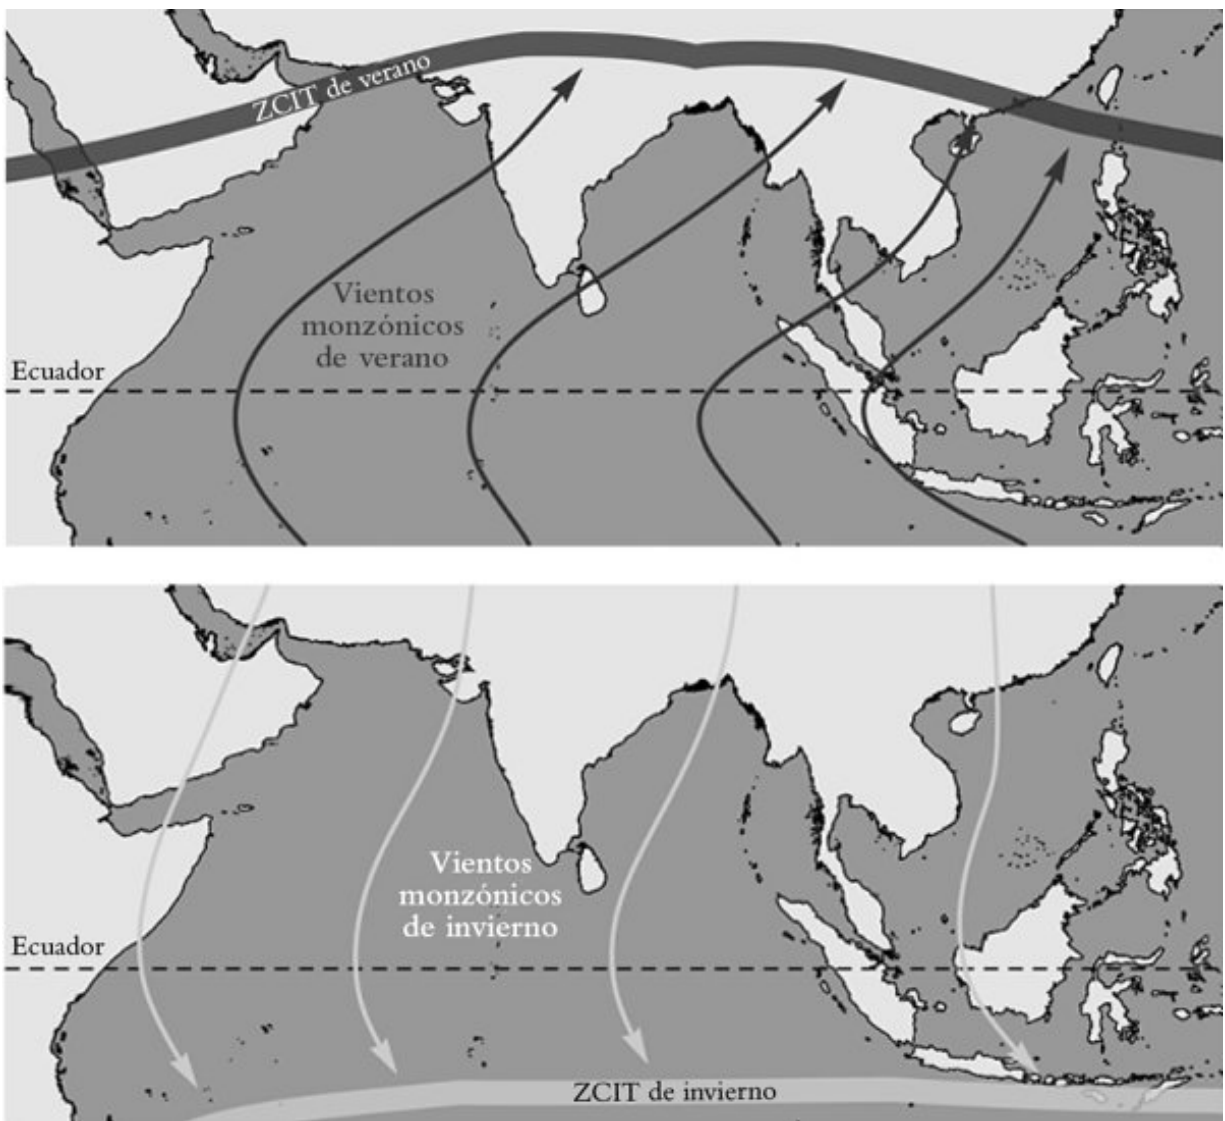 ZCIT de verano
Vientos
monzónicos
de verano
Ecuador
Vientos
monzónicos
de invierno
Ecuador
ZCIT de invierno